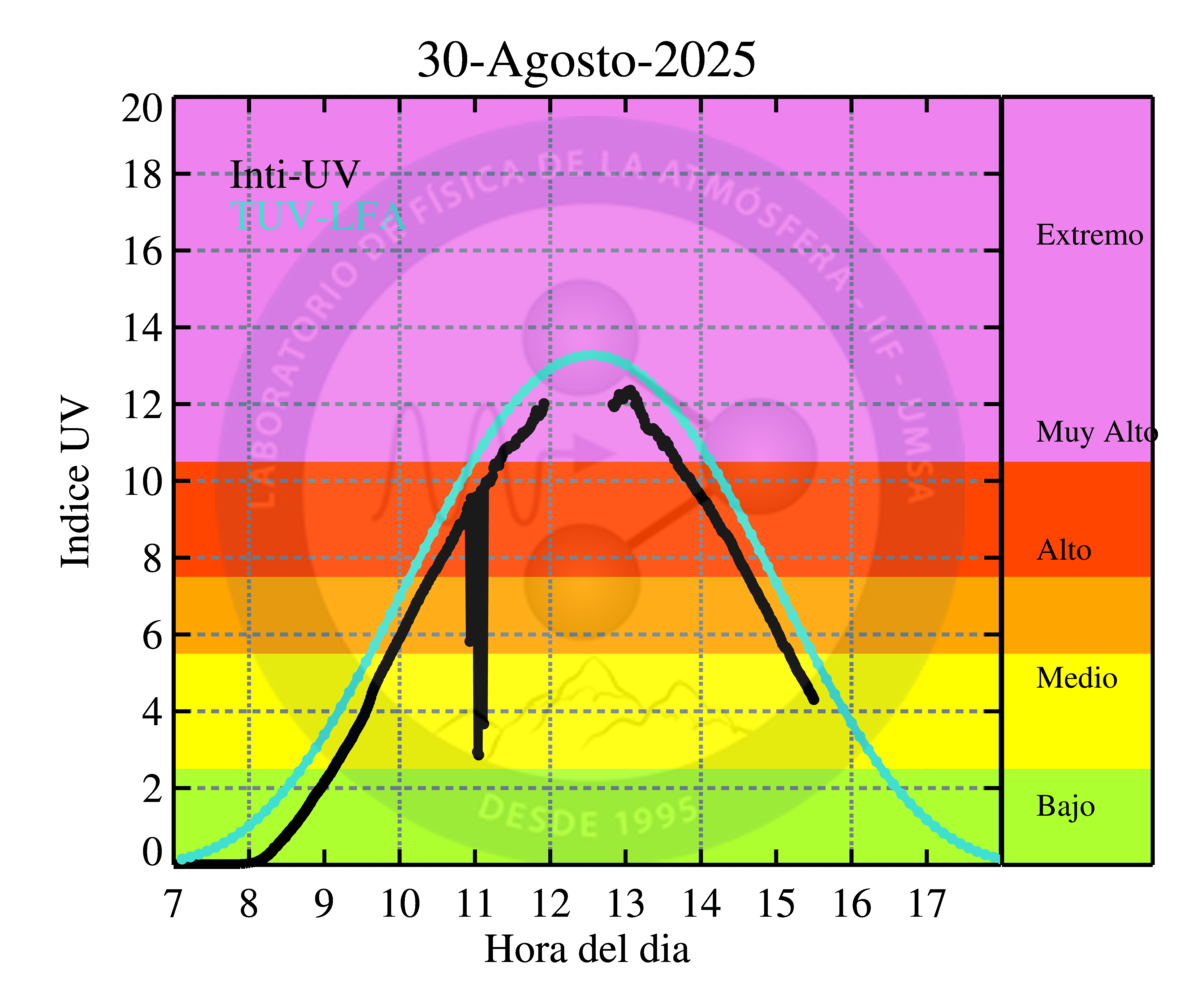 30-Agosto-2025
20
18
16
14
12
10
8
6
4
2
0
Indice UV
Inti-UV
TUV-LFA
LABORATORIO DE FÍSICA DE LA ATMÓSFERA - IIF - UMSA
DESDE 1995
Extremo
Muy Alto
Alto
Medio
Bajo
7 8 9 10 11 12 13 14 15 16 17
Hora del dia